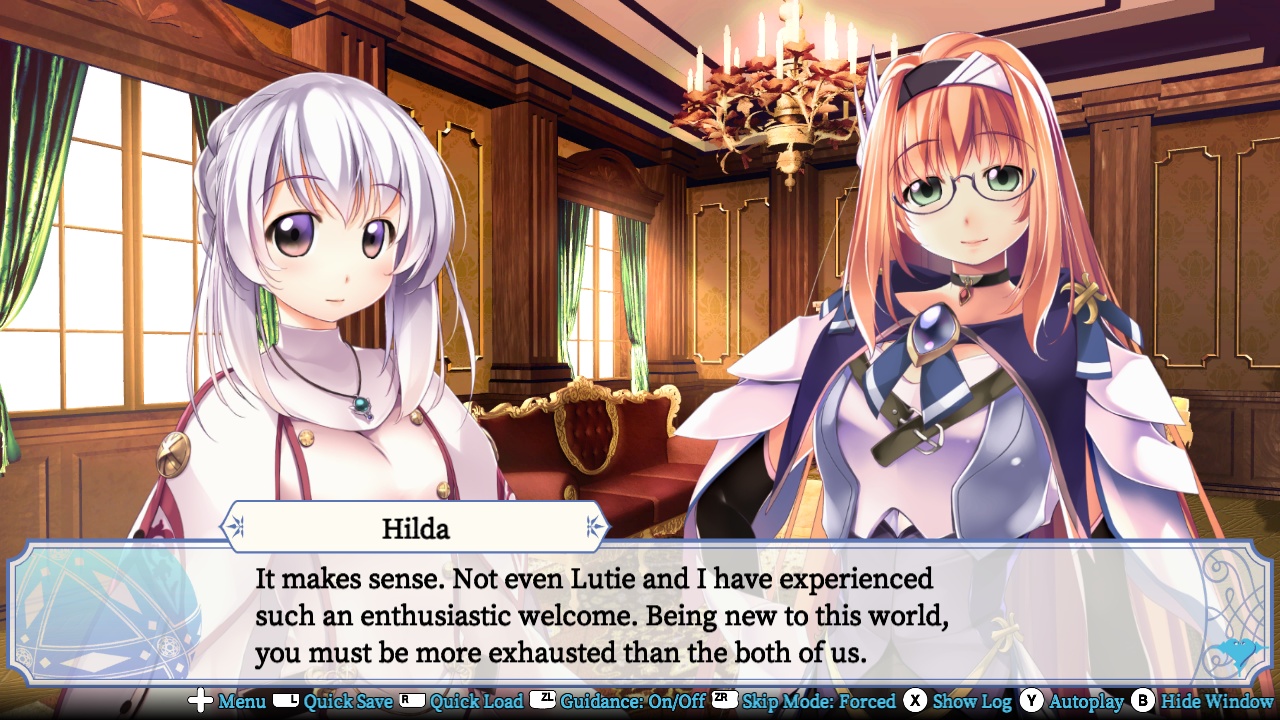 Hilda
It makes sense. Not even Lutie and I have experienced
such an enthusiastic welcome. Being new to this world,
you must be more exhausted than the both of us.
+ Menu L Quick Save R Quick Load ZL Guidance: On/Off ZR Skip Mode: Forced X Show Log Y Autoplay B Hide Window